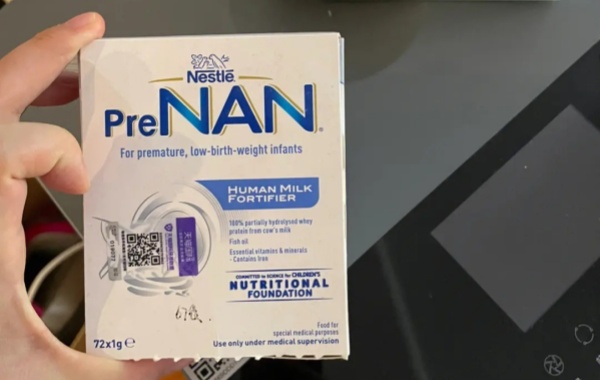 Nestlé
PreNAN
For premature, low-birth-weight infants
HUMAN MILK
FORTIFIER
100% partially hydrolysed whey
protein from cow's milk
Fish oil
Essential vitamins & minerals
- Contains Iron
COMMITTED to SCIENCE for CHILDREN'S
NUTRITIONAL
FOUNDATION
Food for
special medical purposes
72x1g e
Use only under medical supervision